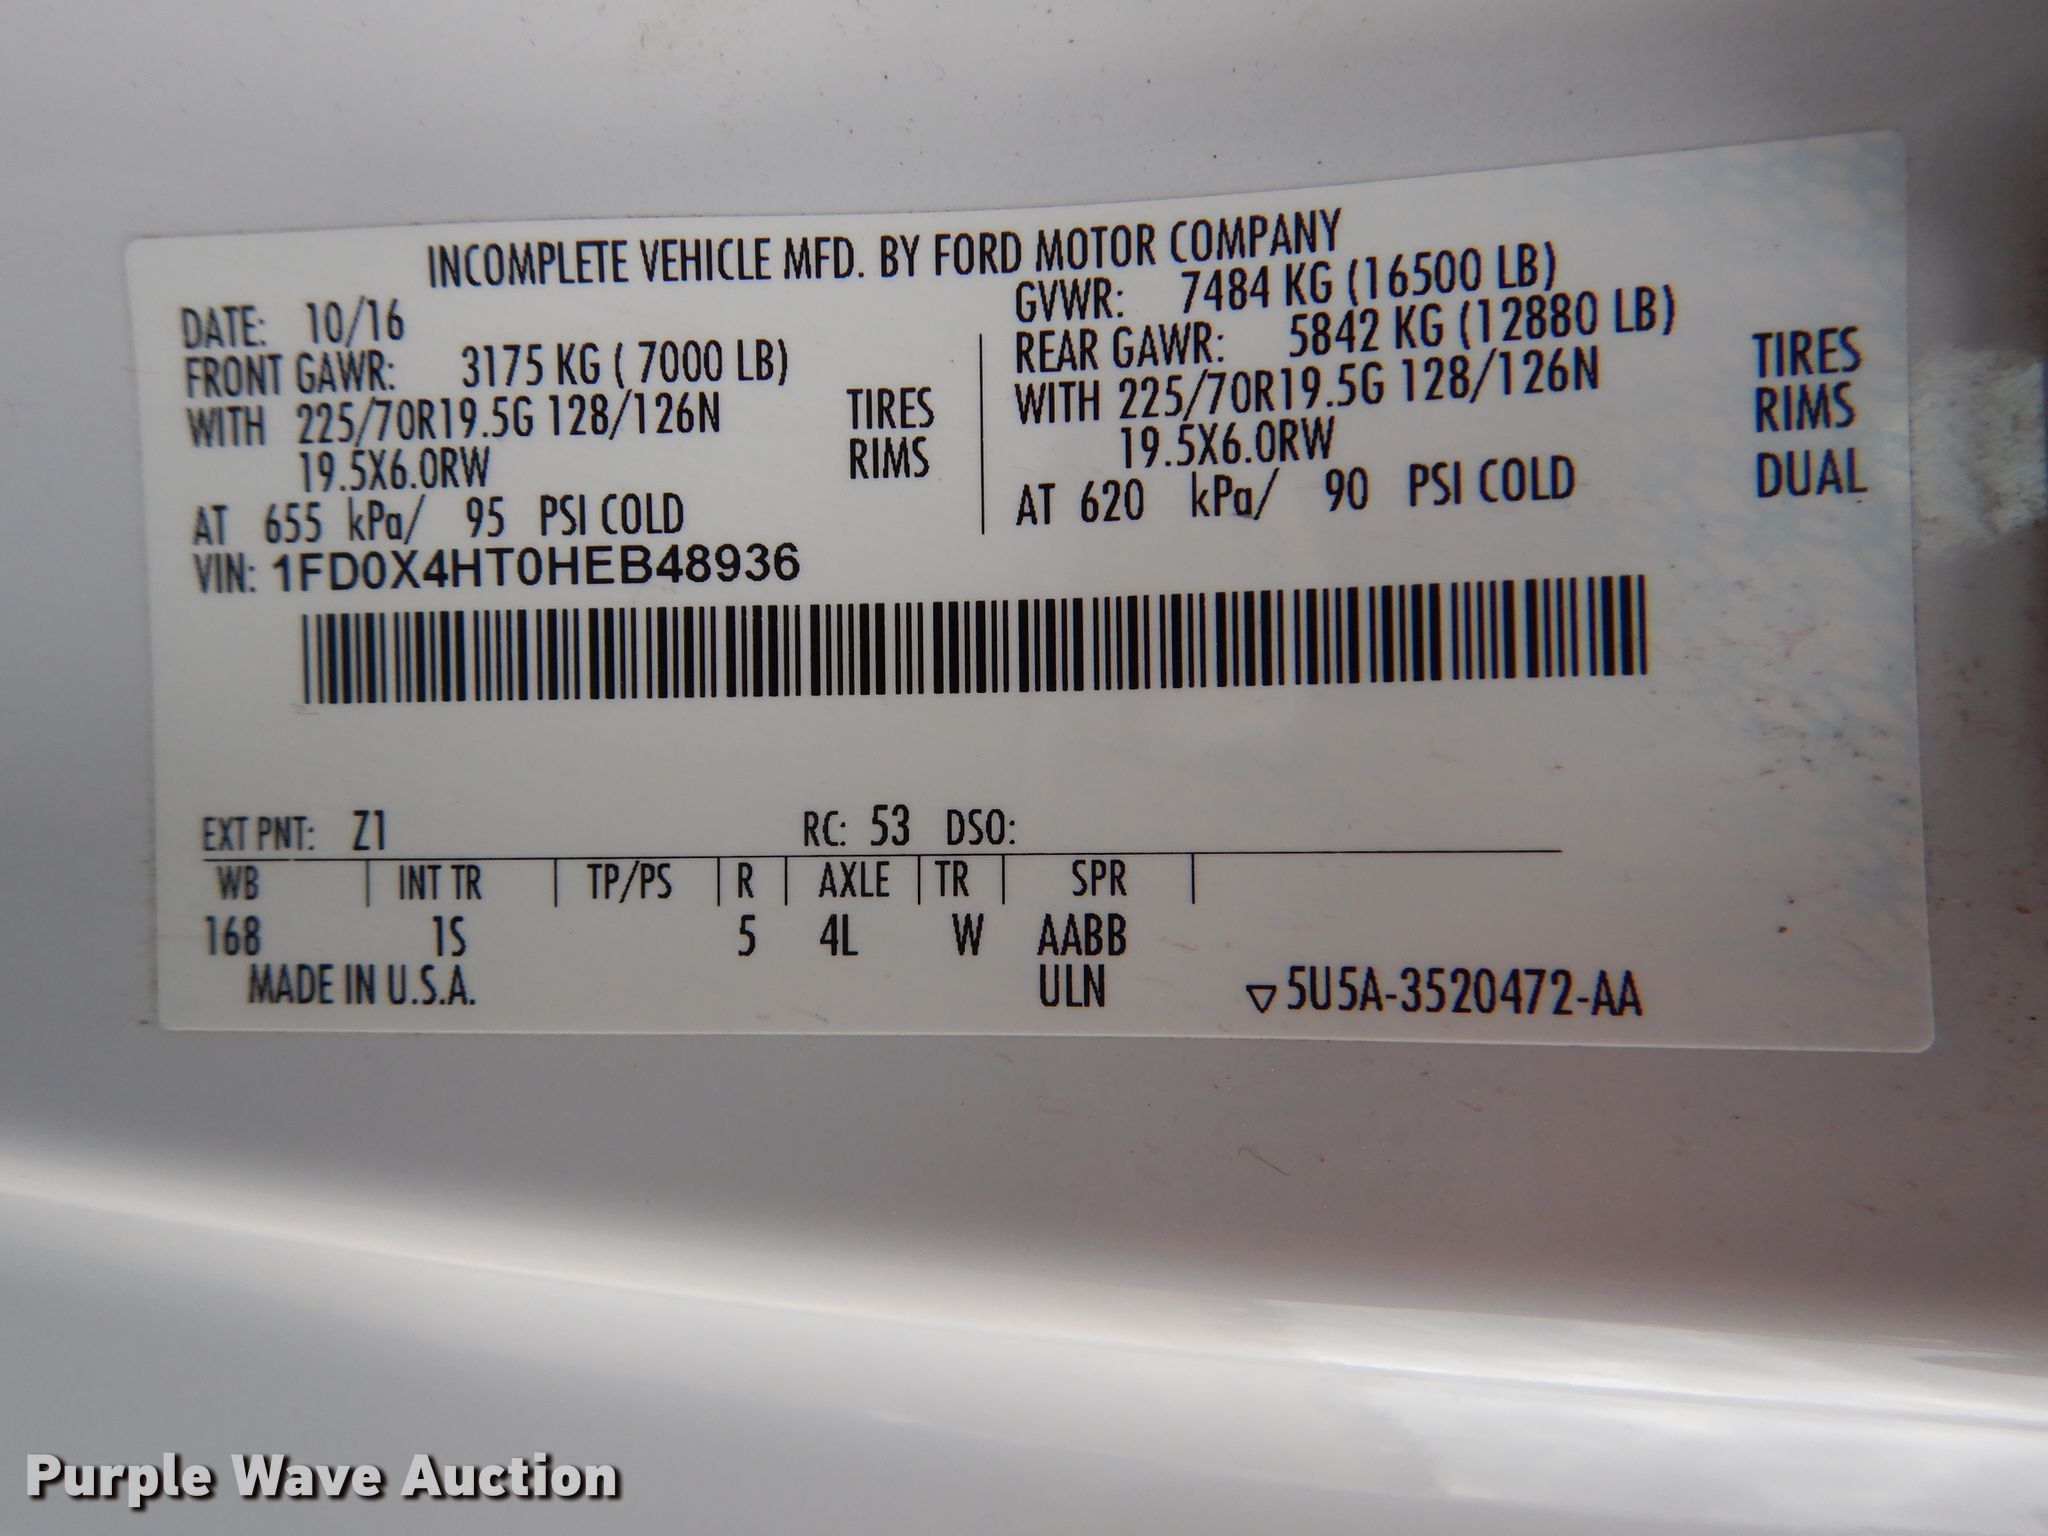 INCOMPLETE VEHICLE MFD. BY FORD MOTOR COMPANY
DATE: 10/16
GVWR: 7484 KG (16500 LB)
FRONT GAWR: 3175 KG ( 7000 LB)
REAR GAWR: 5842 KG (12880 LB)
WITH 225/70R19.5G 128/126N TIRES
WITH 225/70R19.5G 128/126N TIRES
19.5X6.0RW RIMS
19.5X6.0RW RIMS
AT 655 kPa/ 95 PSI COLD
AT 620 kPa/ 90 PSI COLD DUAL
VIN: 1FD0X4HT0HEB48936
EXT PNT: Z1 RC: 53 DSO:
WB INT TR TP/PS R AXLE TR SPR
168 1S 5 4L W AABB
MADE IN U.S.A. ULN ▽5U5A-3520472-AA
Purple Wave Auction